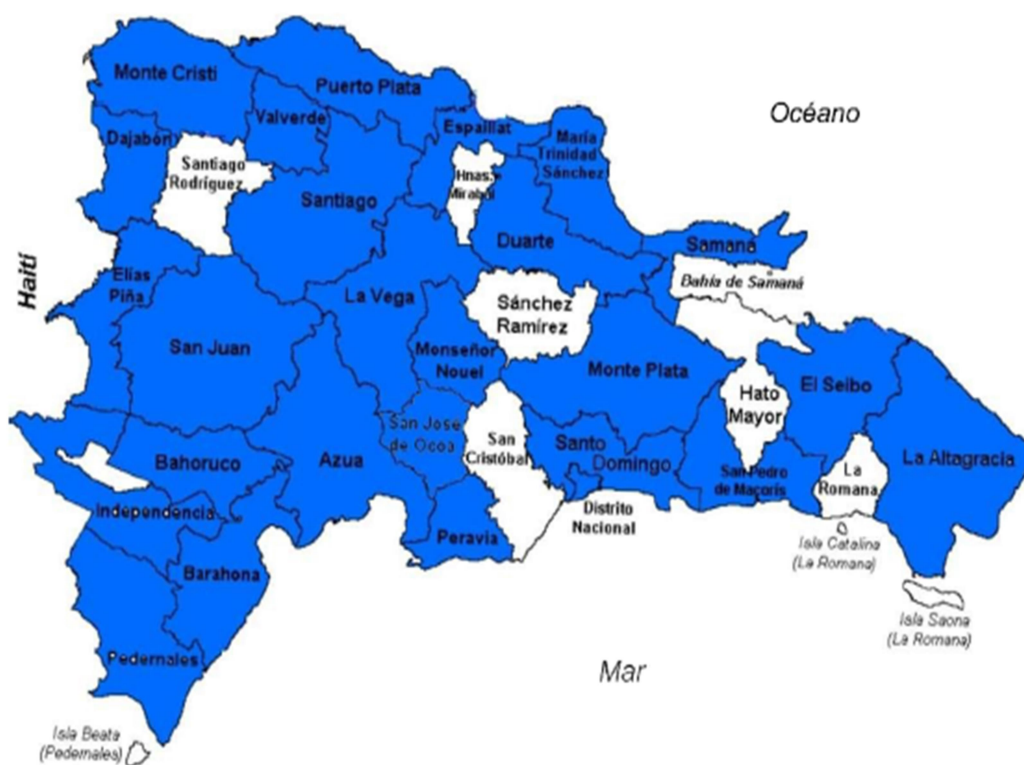 Monte Cristi
Puerto Plata
Océano
Valverde
Espaillat
Dajabón
María
Trinidad
Sánchez
Santiago
Rodríguez
Hnas.
Mirabal
Santiago
Duarte
Samaná
Haití
Elías
Piña
Bahía de Samaná
La Vega
Sánchez
Ramírez
San Juan
Monseñor
Nouel
Monte Plata
El Seibo
Hato
Mayor
San José
de Ocoa
San
Cristóbal
Santo
Domingo
Bahoruco
Azua
La Altagracia
San Pedro
de Macorís
La
Romana
Independencia
Distrito
Nacional
Peravia
Isla Catalina
(La Romana)
Barahona
Isla Saona
(La Romana)
Pedernales
Mar
Isla Beata
(Pedernales)